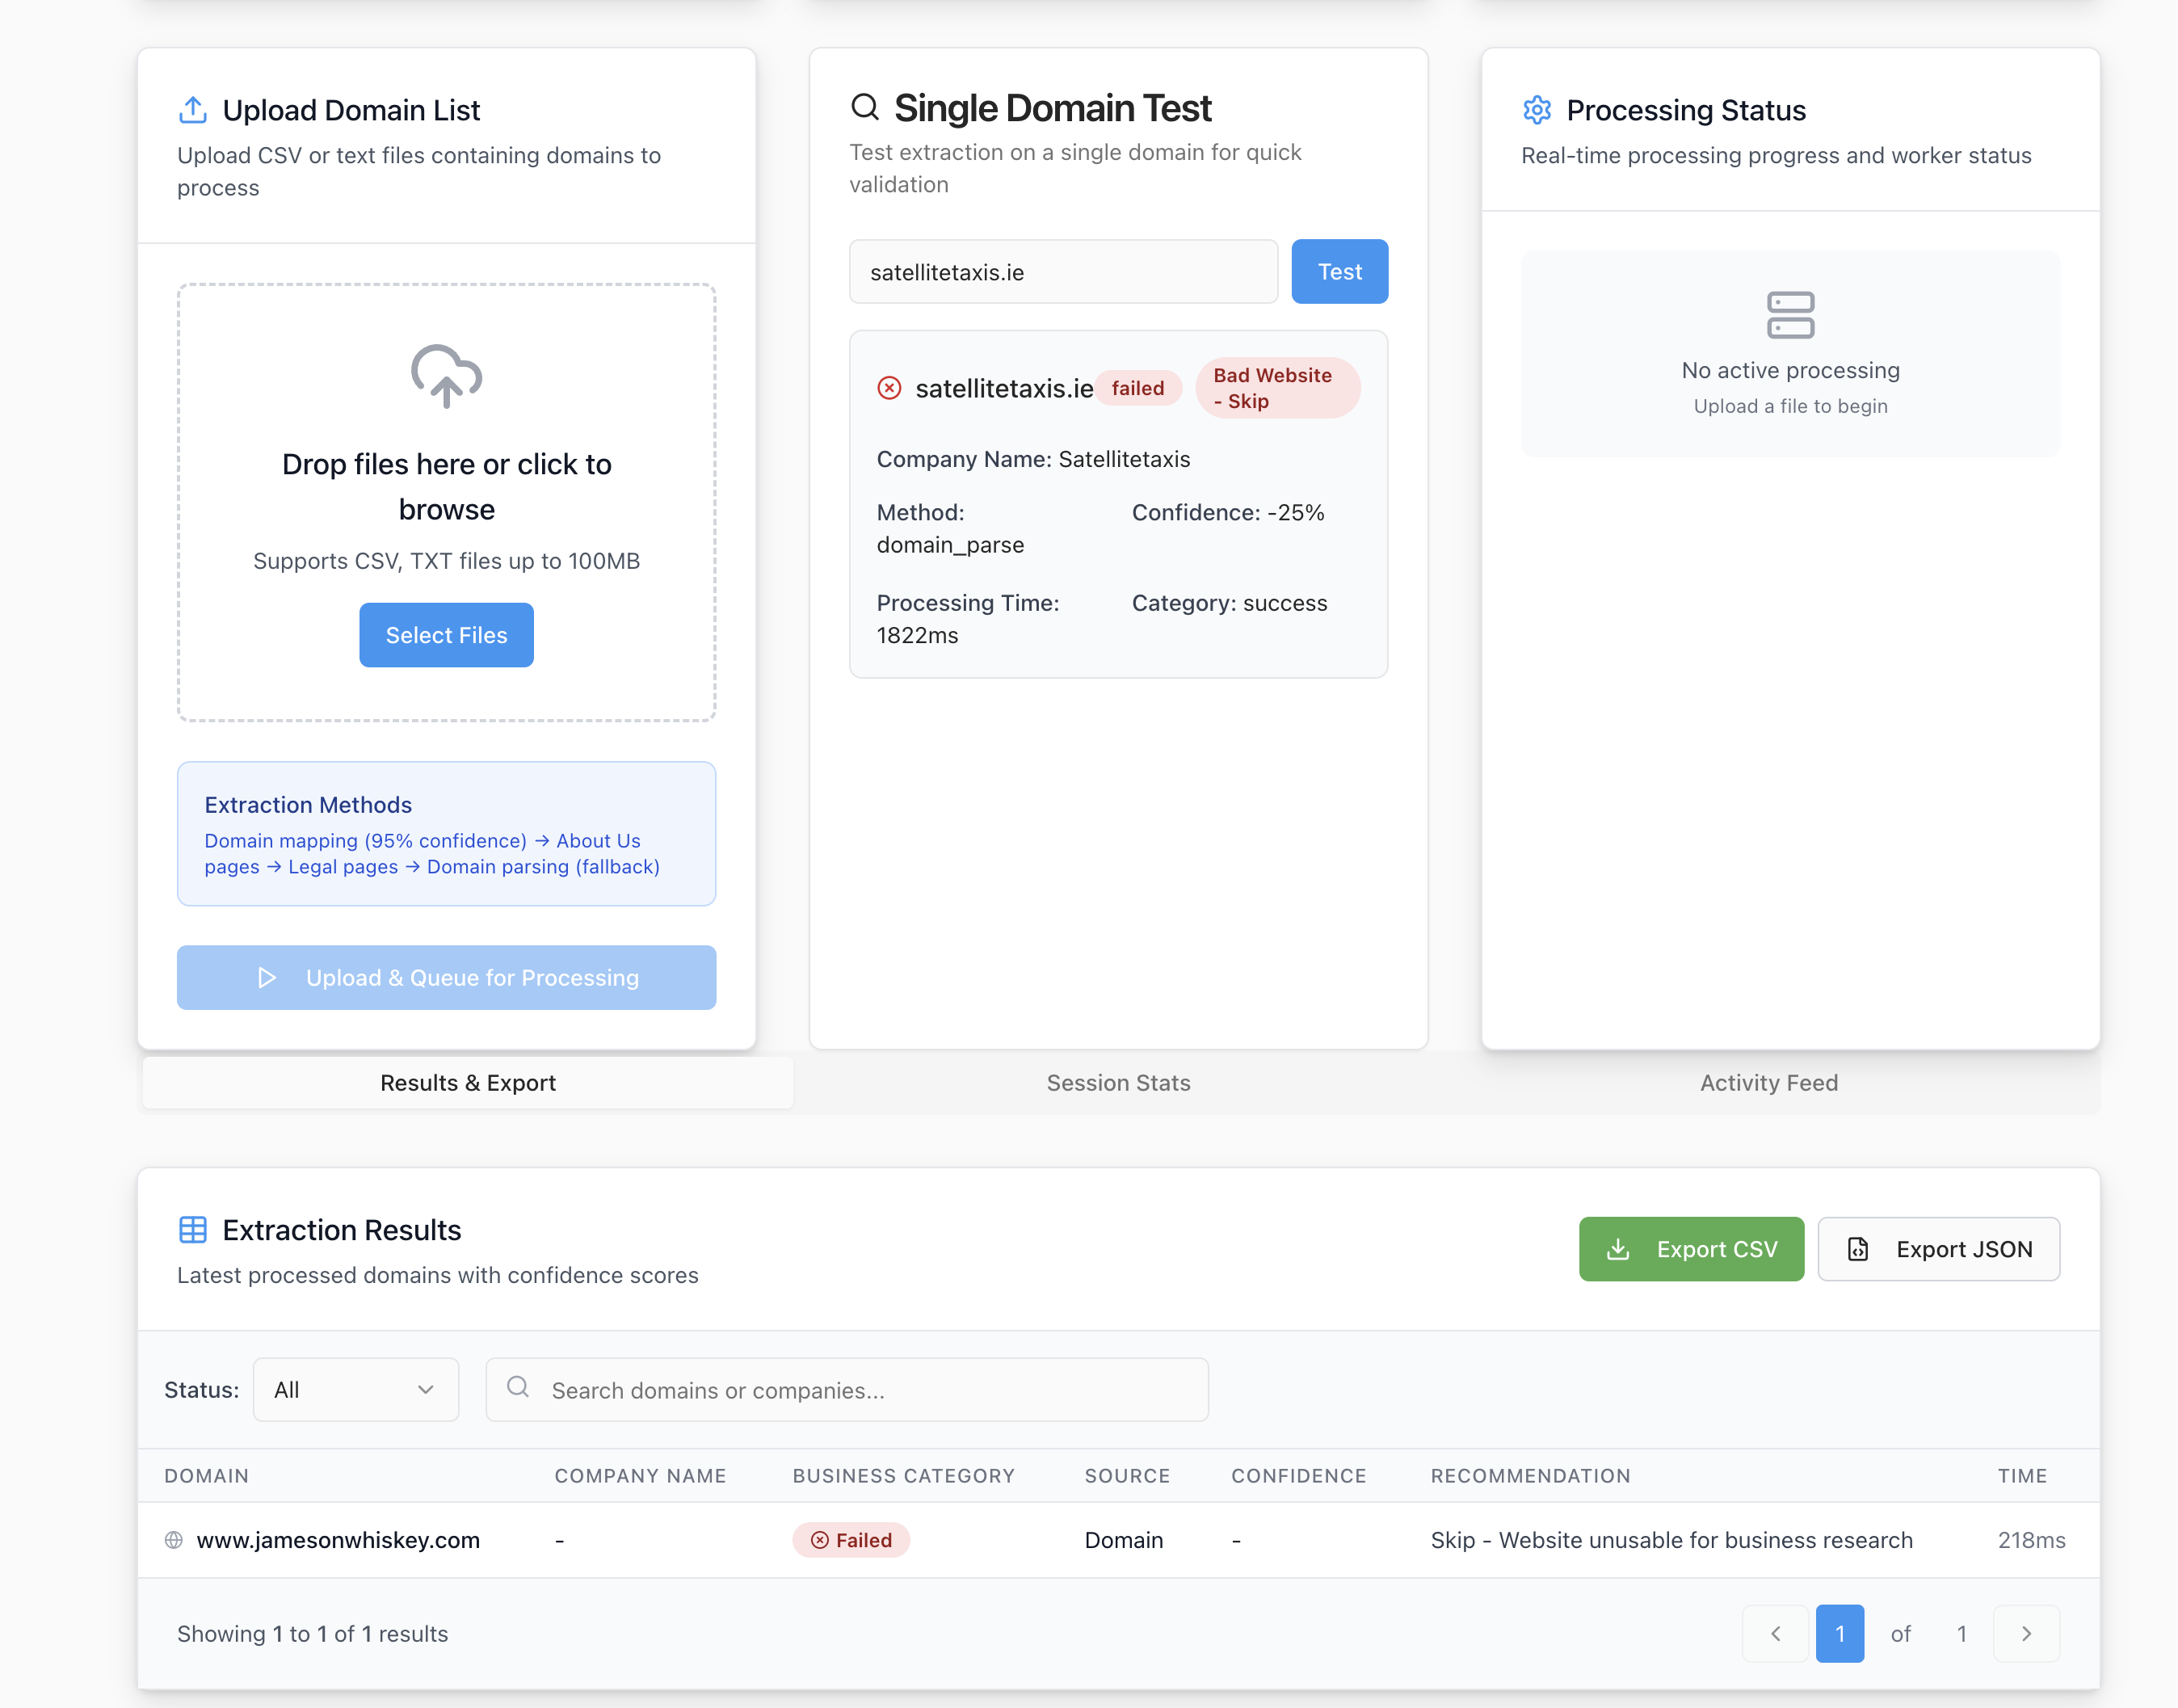 Upload Domain List
Upload CSV or text files containing domains to
process
Drop files here or click to
browse
Supports CSV, TXT files up to 100MB
Select Files
Extraction Methods
Domain mapping (95% confidence) → About Us
pages → Legal pages → Domain parsing (fallback)
Upload & Queue for Processing
Single Domain Test
Test extraction on a single domain for quick
validation
satellitetaxis.ie
Test
satellitetaxis.ie
failed
Bad Website
- Skip
Company Name: Satellitetaxis
Method:
domain_parse
Confidence: -25%
Processing Time:
1822ms
Category: success
Processing Status
Real-time processing progress and worker status
No active processing
Upload a file to begin
Results & Export
Session Stats
Activity Feed
Extraction Results
Latest processed domains with confidence scores
Export CSV
Export JSON
Status:
All
Search domains or companies...
DOMAIN COMPANY NAME BUSINESS CATEGORY SOURCE CONFIDENCE RECOMMENDATION TIME
www.jamesonwhiskey.com - Failed Domain - Skip - Website unusable for business research 218ms
Showing 1 to 1 of 1 results
1 of 1